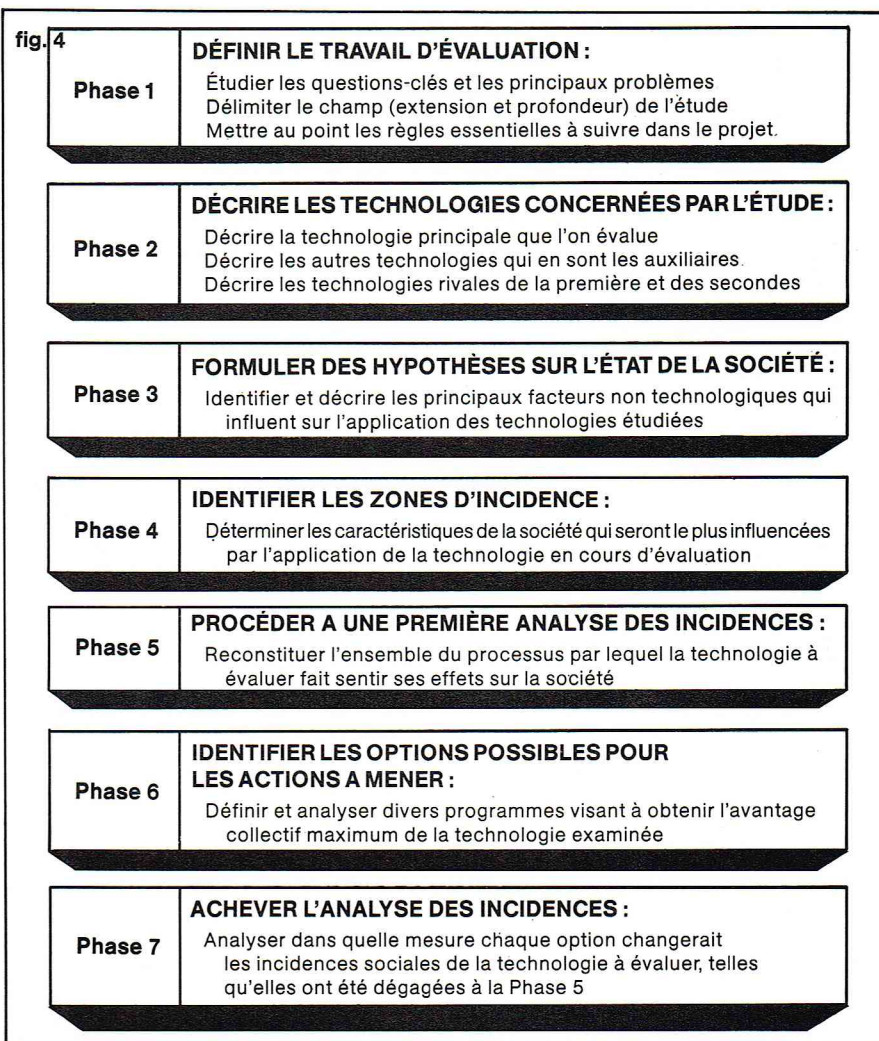 fig. 4
Phase 1
DÉFINIR LE TRAVAIL D'ÉVALUATION :
Étudier les questions-clés et les principaux problèmes
Délimiter le champ (extension et profondeur) de l'étude
Mettre au point les règles essentielles à suivre dans le projet.
Phase 2
DÉCRIRE LES TECHNOLOGIES CONCERNÉES PAR L'ÉTUDE :
Décrire la technologie principale que l'on évalue
Décrire les autres technologies qui en sont les auxiliaires.
Décrire les technologies rivales de la première et des secondes
Phase 3
FORMULER DES HYPOTHÈSES SUR L'ÉTAT DE LA SOCIÉTÉ :
Identifier et décrire les principaux facteurs non technologiques qui
influent sur l'application des technologies étudiées
Phase 4
IDENTIFIER LES ZONES D'INCIDENCE :
Déterminer les caractéristiques de la société qui seront le plus influencées
par l'application de la technologie en cours d'évaluation
Phase 5
PROCÉDER A UNE PREMIÈRE ANALYSE DES INCIDENCES :
Reconstituer l'ensemble du processus par lequel la technologie à
évaluer fait sentir ses effets sur la société
Phase 6
IDENTIFIER LES OPTIONS POSSIBLES POUR
LES ACTIONS A MENER :
Définir et analyser divers programmes visant à obtenir l'avantage
collectif maximum de la technologie examinée
Phase 7
ACHEVER L'ANALYSE DES INCIDENCES :
Analyser dans quelle mesure chaque option changerait
les incidences sociales de la technologie à évaluer, telles
qu'elles ont été dégagées à la Phase 5